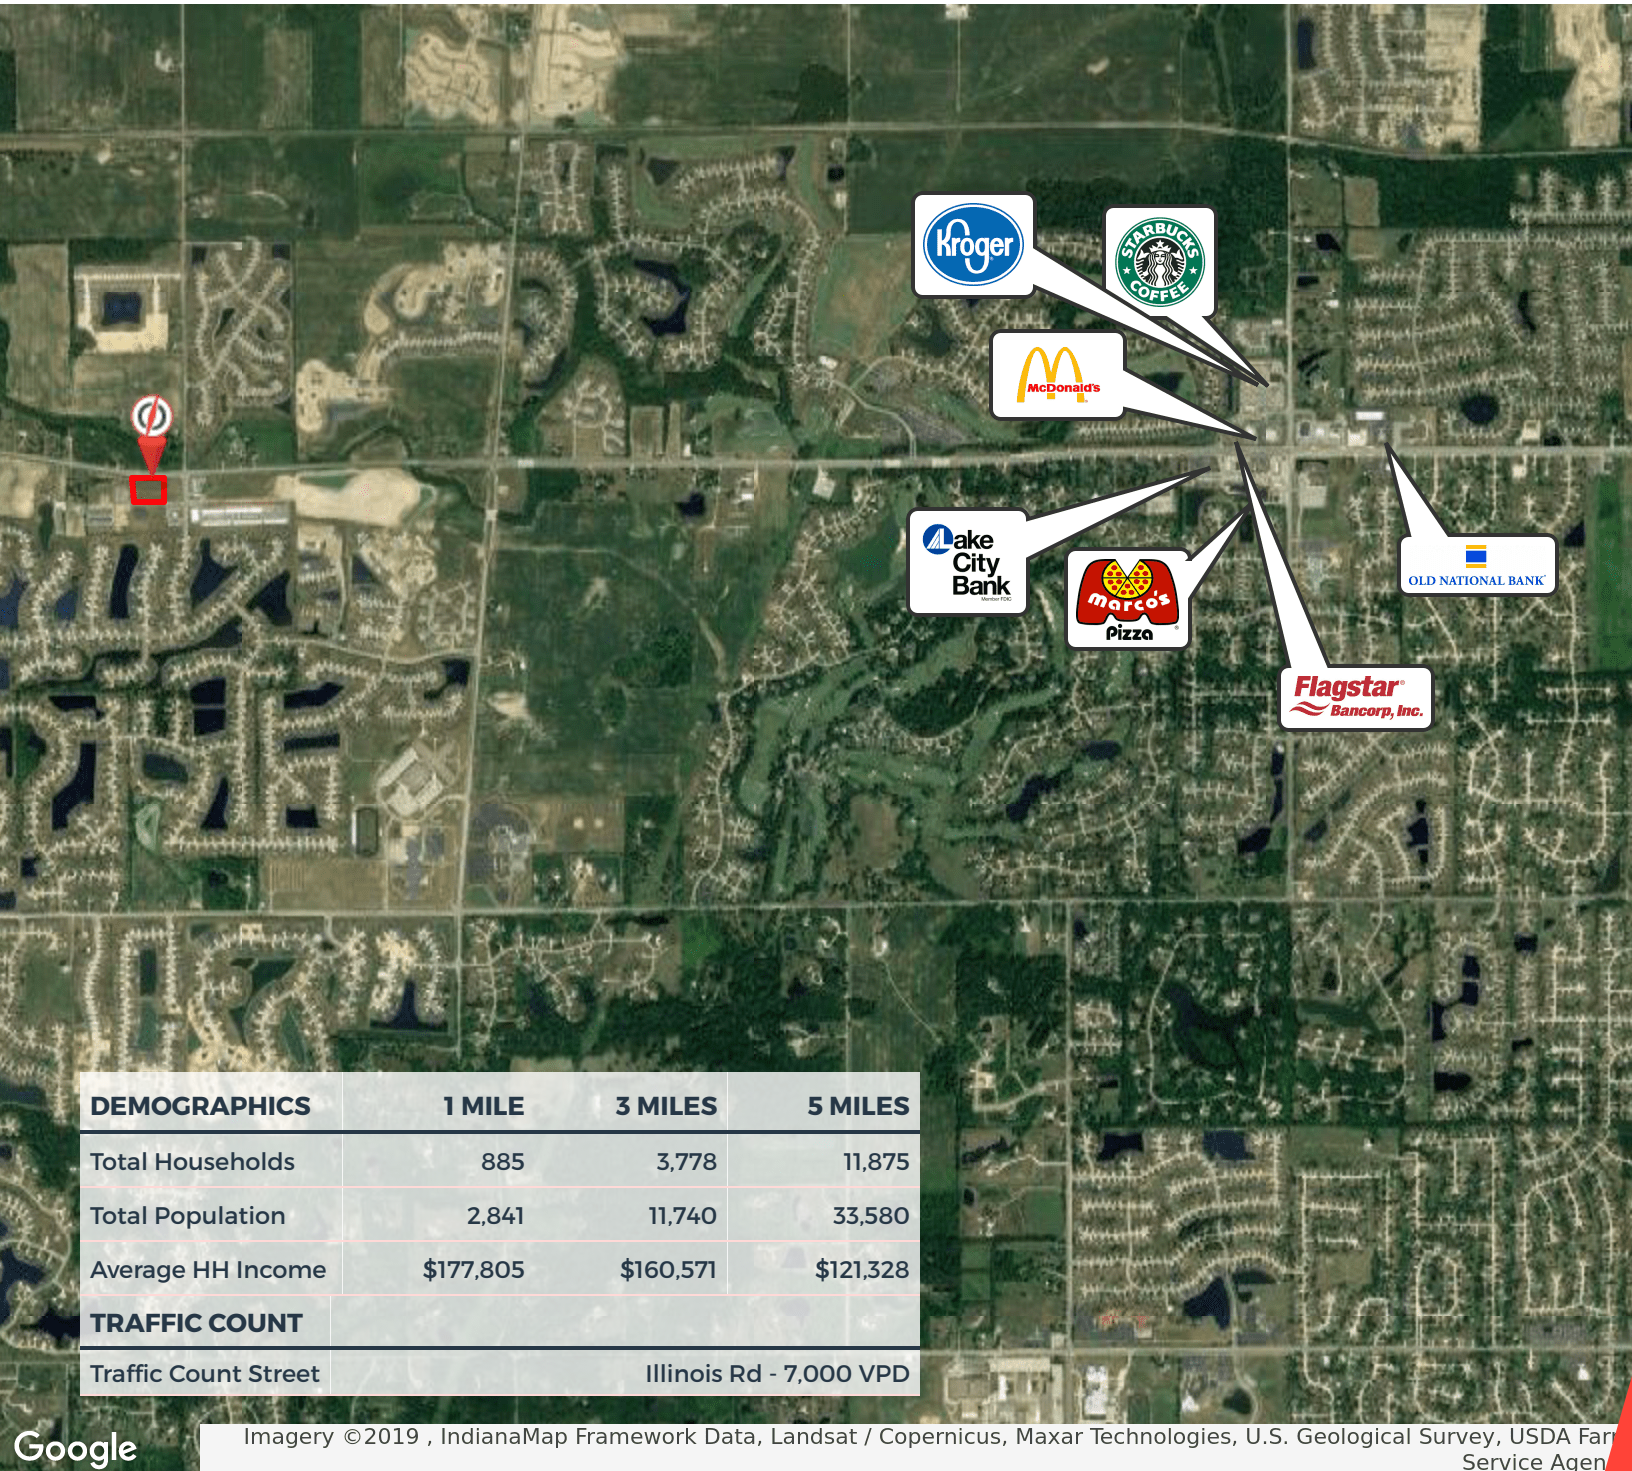 Kroger
STARBUCKS
COFFEE
McDonald's
Lake
City
Bank
Member FDIC
Marco's
Pizza
OLD NATIONAL BANK
Flagstar
Bancorp, Inc.
DEMOGRAPHICS 1 MILE 3 MILES 5 MILES
Total Households 885 3,778 11,875
Total Population 2,841 11,740 33,580
Average HH Income $177,805 $160,571 $121,328
TRAFFIC COUNT
Traffic Count Street Illinois Rd - 7,000 VPD
Google
Imagery ©2019 , IndianaMap Framework Data, Landsat / Copernicus, Maxar Technologies, U.S. Geological Survey, USDA
Service